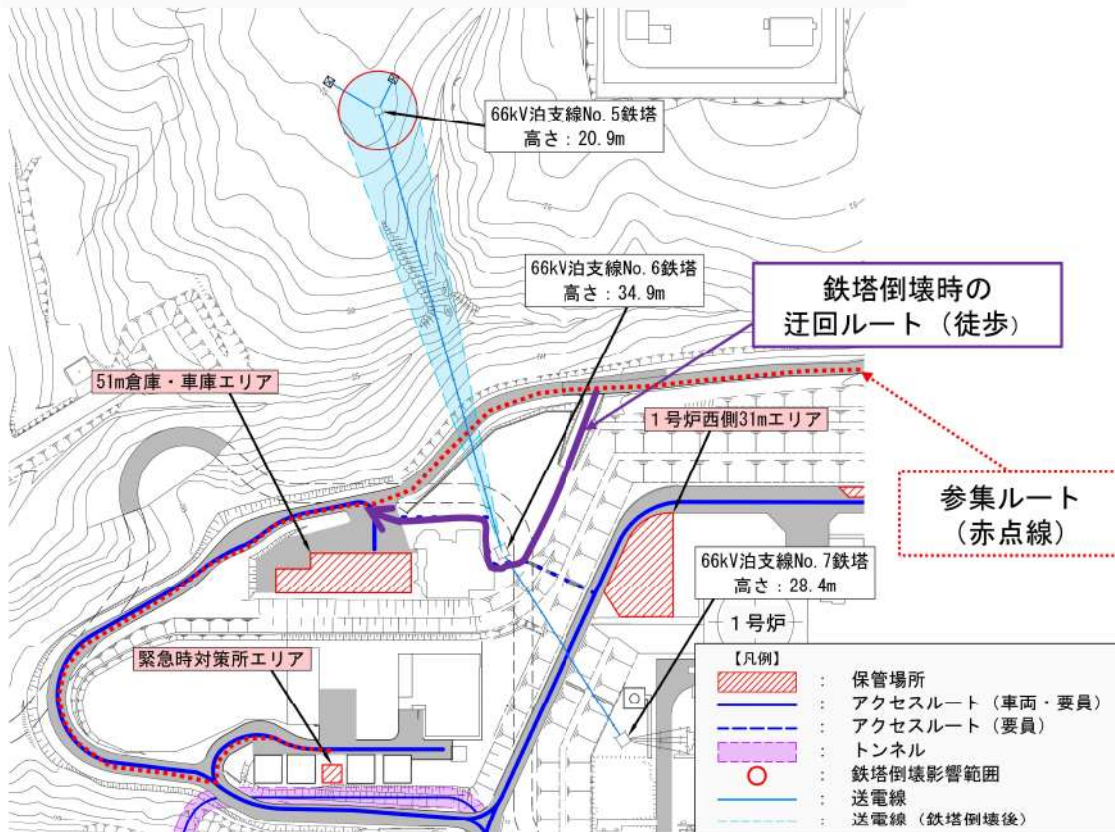 66kV泊支線No.5鉄塔
高さ:20.9m
66kV泊支線No.6鉄塔
高さ:34.9m
鉄塔倒壊時の
迂回ルート(徒歩)
51m倉庫・車庫エリア
1号炉西側31mエリア
参集ルート
(赤点線)
66kV泊支線No.7鉄塔
高さ:28.4m
1号炉
緊急時対策所エリア
【凡例】
: 保管場所
: アクセスルート(車両・要員)
: アクセスルート(要員)
: トンネル
: 鉄塔倒壊影響範囲
: 送電線
: 送電線(鉄塔倒壊後)